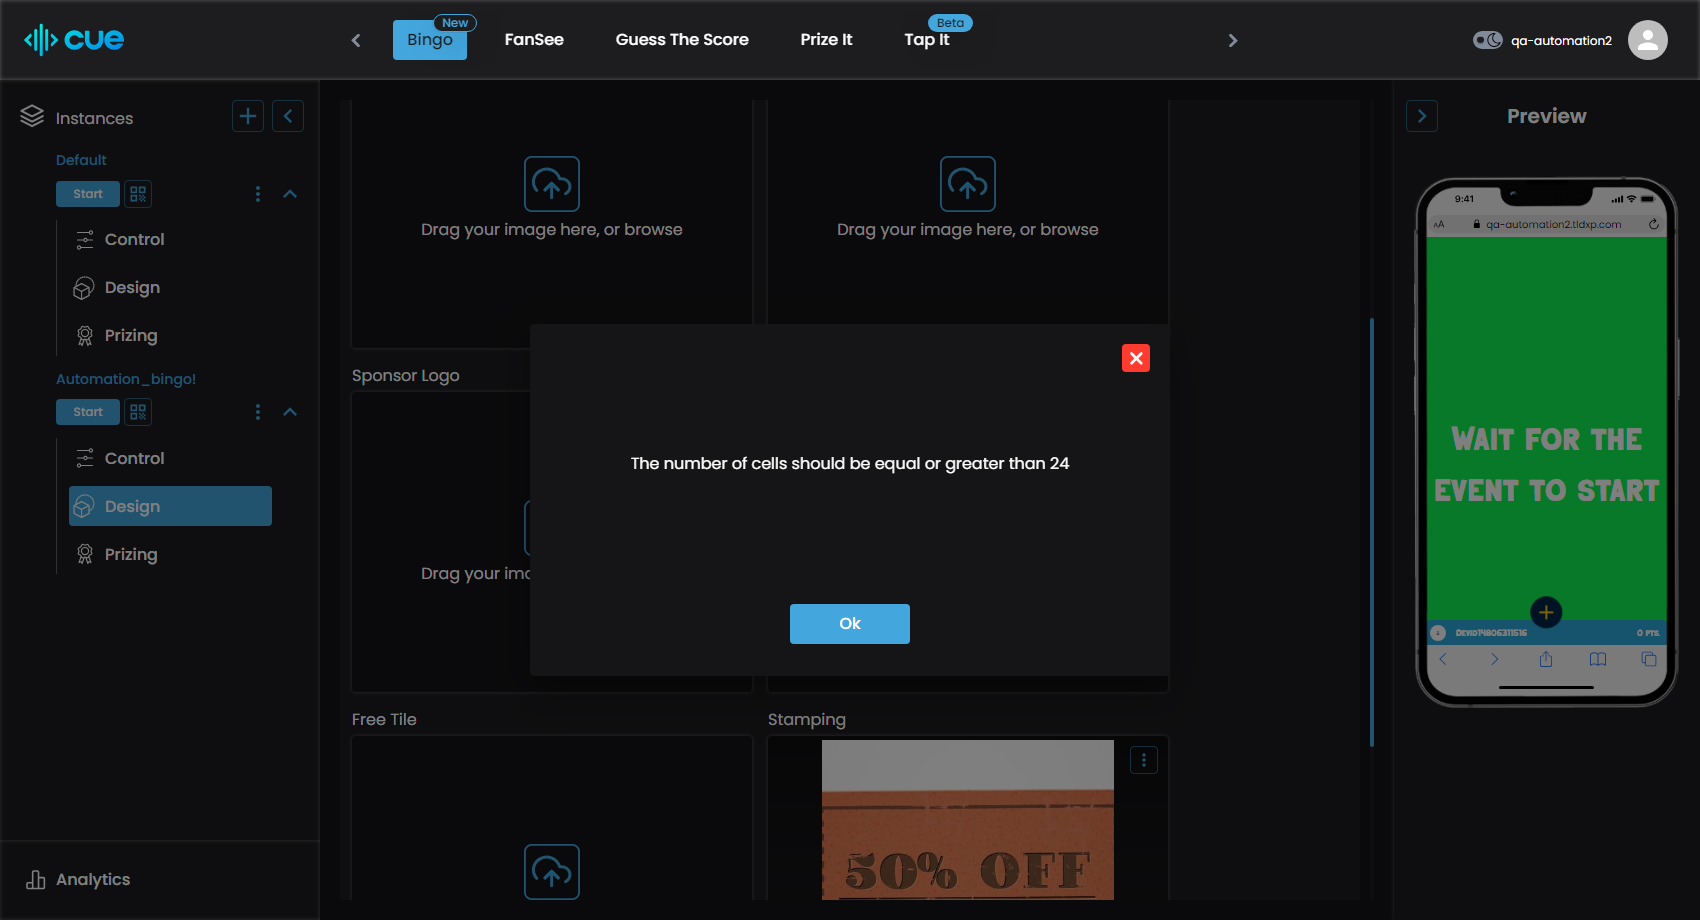 cue
Bingo
New
FanSee
Guess The Score
Prize It
Tap It
Beta
qa-automation2
Instances
Default
Start
Control
Design
Prizing
Automation_bingo!
Start
Control
Design
Prizing
Analytics
Drag your image here, or browse
Drag your image here, or browse
Sponsor Logo
Drag your ima
The number of cells should be equal or greater than 24
Ok
Free Tile
Stamping
50% OFF
Preview
9:41
AA
qa-automation2.tldxp.com
WAIT FOR THE
EVENT TO START
0 PTS.